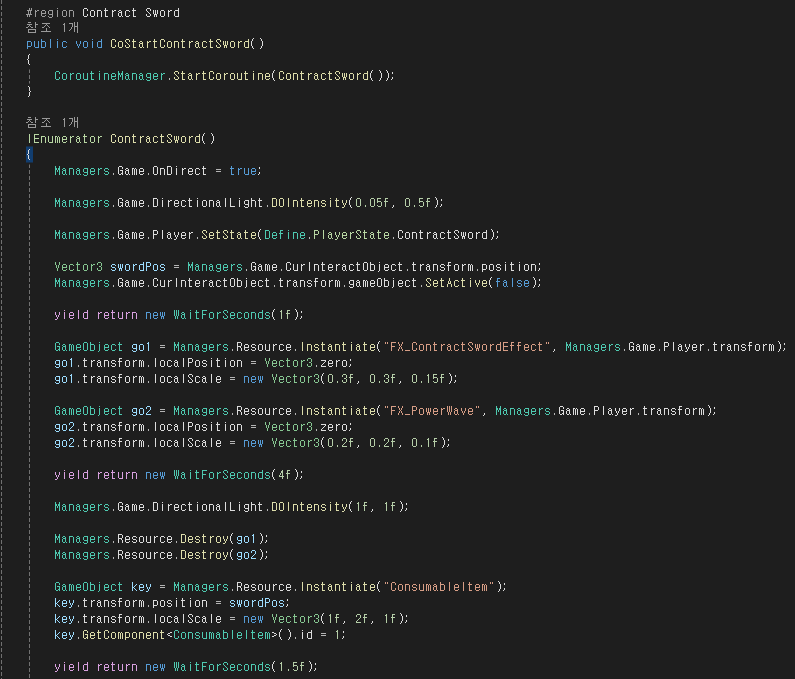 #region Contract Sword
참조 1개
public void CoStartContractSword()
{
CoroutineManager.StartCoroutine(ContractSword());
}
참조 1개
IEnumerator ContractSword()
{
Managers.Game.OnDirect = true;
Managers.Game.DirectionalLight.DOIntensity(0.05f, 0.5f);
Managers.Game.Player.SetState(Define.PlayerState.ContractSword);
Vector3 swordPos = Managers.Game.CurInteractObject.transform.position;
Managers.Game.CurInteractObject.transform.gameObject.SetActive(false);
yield return new WaitForSeconds(1f);
GameObject go1 = Managers.Resource.Instantiate("FX_ContractSwordEffect", Managers.Game.Player.transform);
go1.transform.localPosition = Vector3.zero;
go1.transform.localScale = new Vector3(0.3f, 0.3f, 0.15f);
GameObject go2 = Managers.Resource.Instantiate("FX_PowerWave", Managers.Game.Player.transform);
go2.transform.localPosition = Vector3.zero;
go2.transform.localScale = new Vector3(0.2f, 0.2f, 0.1f);
yield return new WaitForSeconds(4f);
Managers.Game.DirectionalLight.DOIntensity(1f, 1f);
Managers.Resource.Destroy(go1);
Managers.Resource.Destroy(go2);
GameObject key = Managers.Resource.Instantiate("ConsumableItem");
key.transform.position = swordPos;
key.transform.localScale = new Vector3(1f, 2f, 1f);
key.GetComponent<ConsumableItem>().id = 1;
yield return new WaitForSeconds(1.5f);